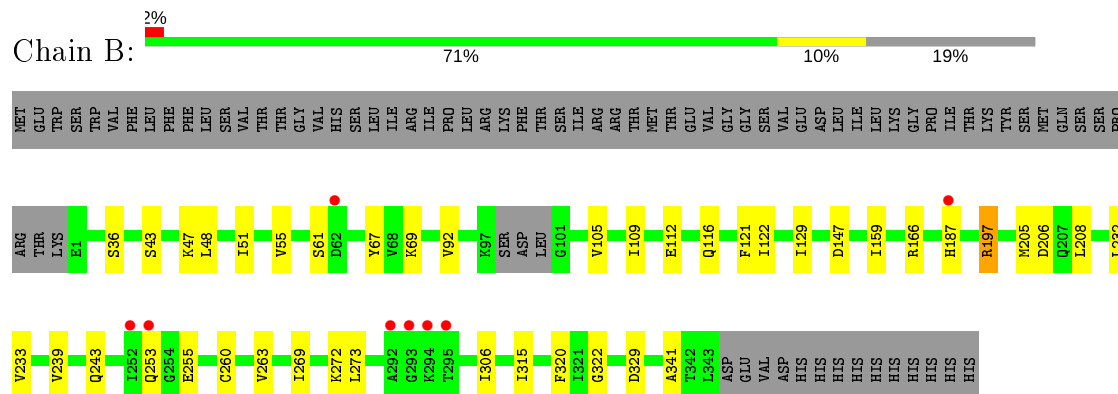 2%
Chain B:
71% 10% 19%
MET GLU TRP SER TRP VAL PHE LEU PHE PHE LEU SER VAL THR THR GLY VAL HIS SER LEU ILE ARG ILE PRO LEU ARG LYS PHE THR SER ILE ARG ARG THR MET THR GLU VAL GLY GLY SER VAL GLU ASP LEU ILE LEU LYS GLY PRO ILE THR LYS TYR SER MET GLN SER SER PRO
ARG THR LYS E1 S36 S43 K47 L48 I51 V55 S61 D62 Y67 V68 K69 V92 K97 SER ASP LEU G101 V105 I109 E112 Q116 F121 I122 I129 D147 I159 R166 H187 R197 M205 D206 Q207 L208
V233 V239 Q243 I252 Q253 G254 E255 C260 V263 I269 K272 L273 A292 G293 K294 T295 I306 I315 F320 I321 G322 D329 A341 T342 L343 ASP GLU VAL ASP HIS HIS HIS HIS HIS HIS HIS HIS HIS HIS